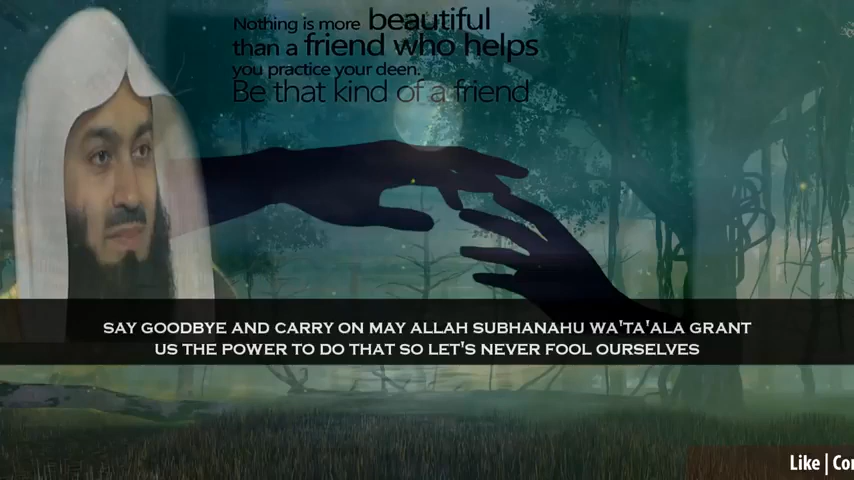 Nothing is more beautiful
than a friend who helps
you practice your deen.
Be that kind of a friend
SAY GOODBYE AND CARRY ON MAY ALLAH SUBHANAHU WA'TA'ALA GRANT
US THE POWER TO DO THAT SO LET'S NEVER FOOL OURSELVES
Like | Co